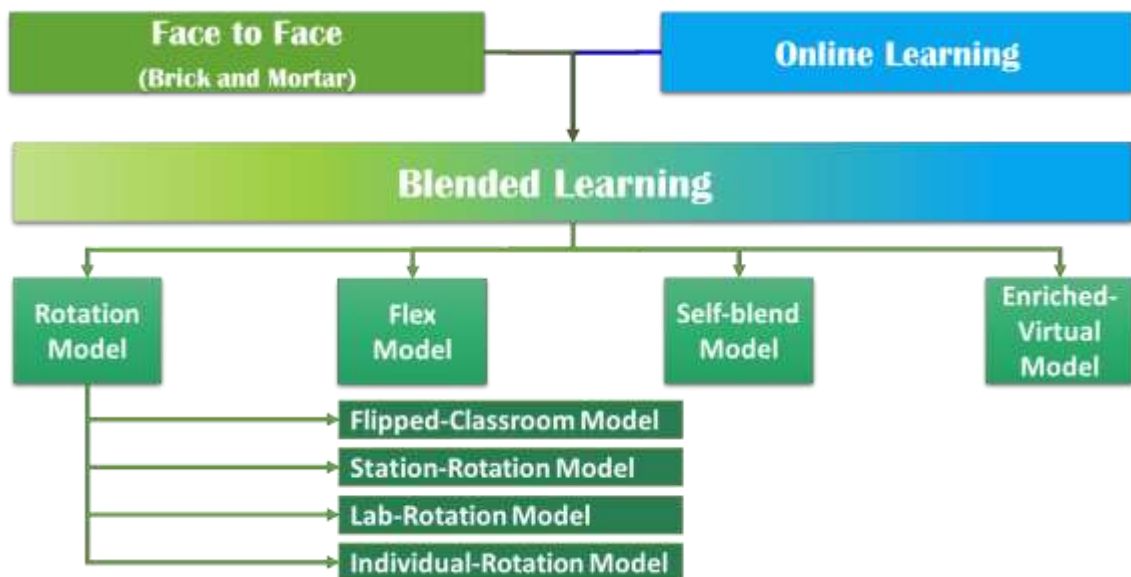 Face to Face
(Brick and Mortar)
Online Learning
Blended Learning
Rotation
Model
Flex
Model
Self-blend
Model
Enriched-
Virtual
Model
Flipped-Classroom Model
Station-Rotation Model
Lab-Rotation Model
Individual-Rotation Model